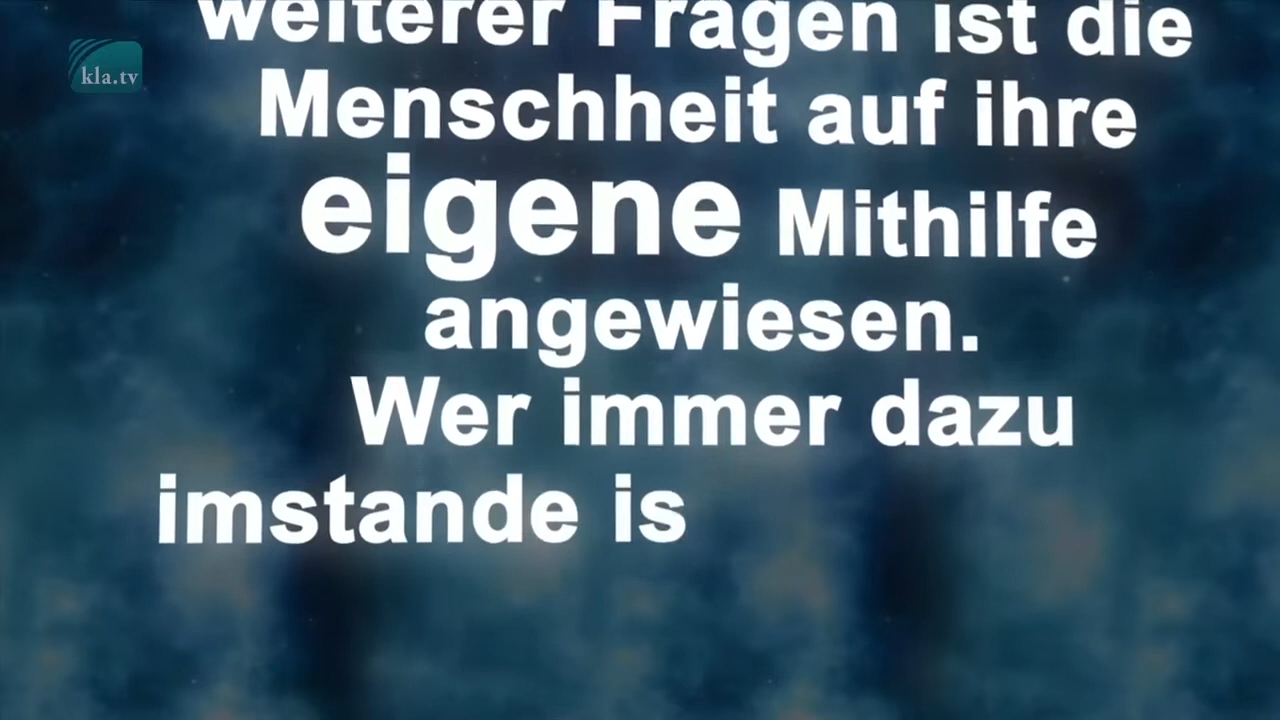 kla.tv
weiterer Fragen ist die
Menschheit auf ihre
eigene Mithilfe
angewiesen.
Wer immer dazu
imstande is